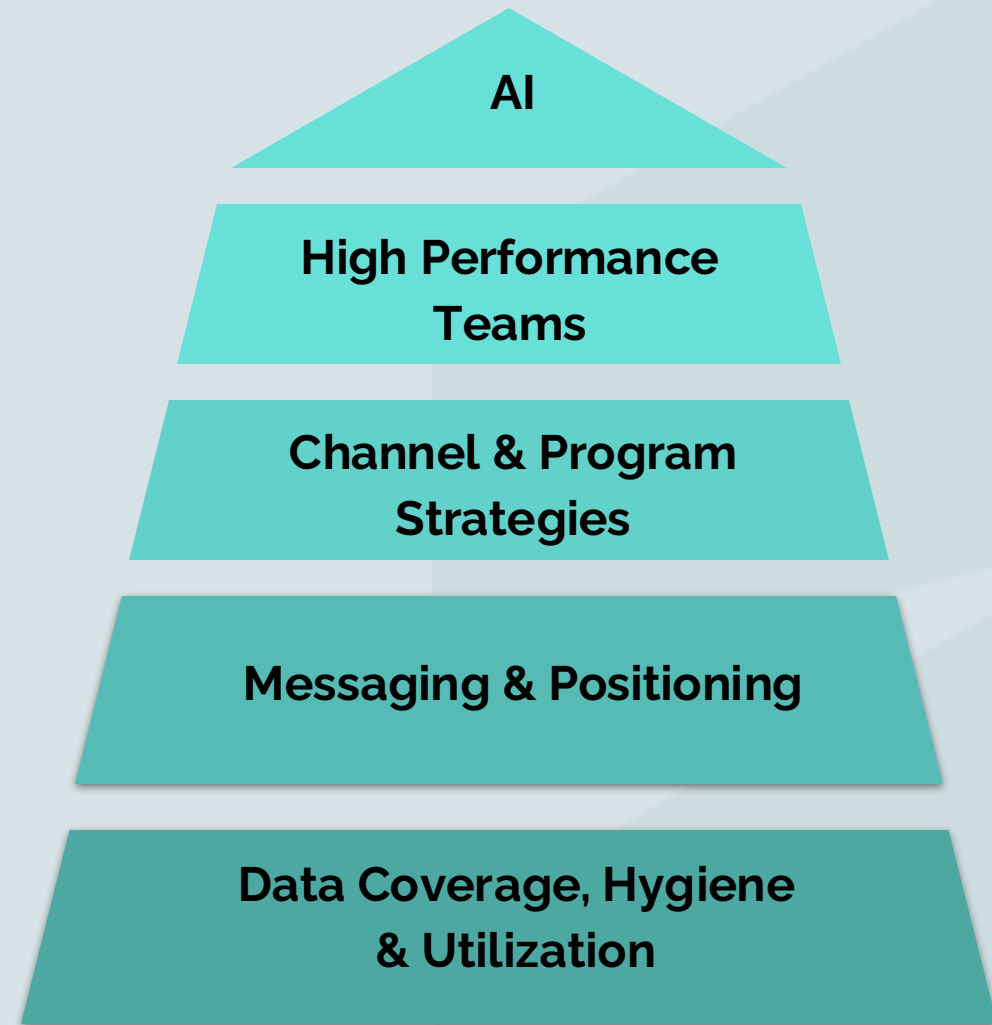 AI
High Performance
Teams
Channel & Program
Strategies
Messaging & Positioning
Data Coverage, Hygiene
& Utilization